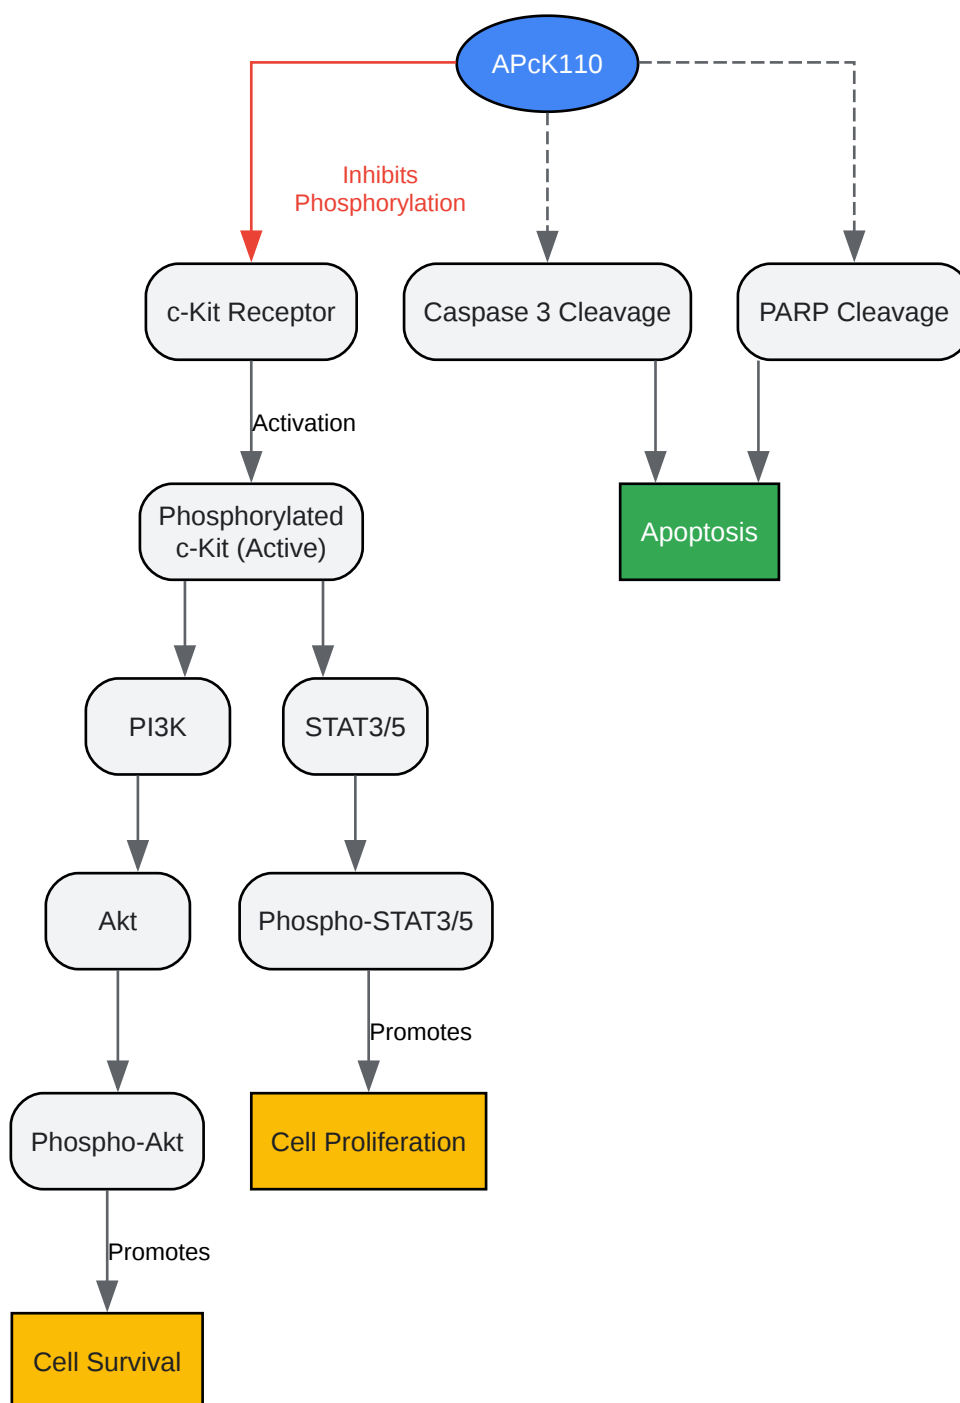 APcK110
Inhibits
Phosphorylation
c-Kit Receptor
Caspase 3 Cleavage
PARP Cleavage
Activation
Phosphorylated
c-Kit (Active)
Apoptosis
PI3K
STAT3/5
Akt
Phospho-STAT3/5
Promotes
Phospho-Akt
Cell Proliferation
Promotes
Cell Survival